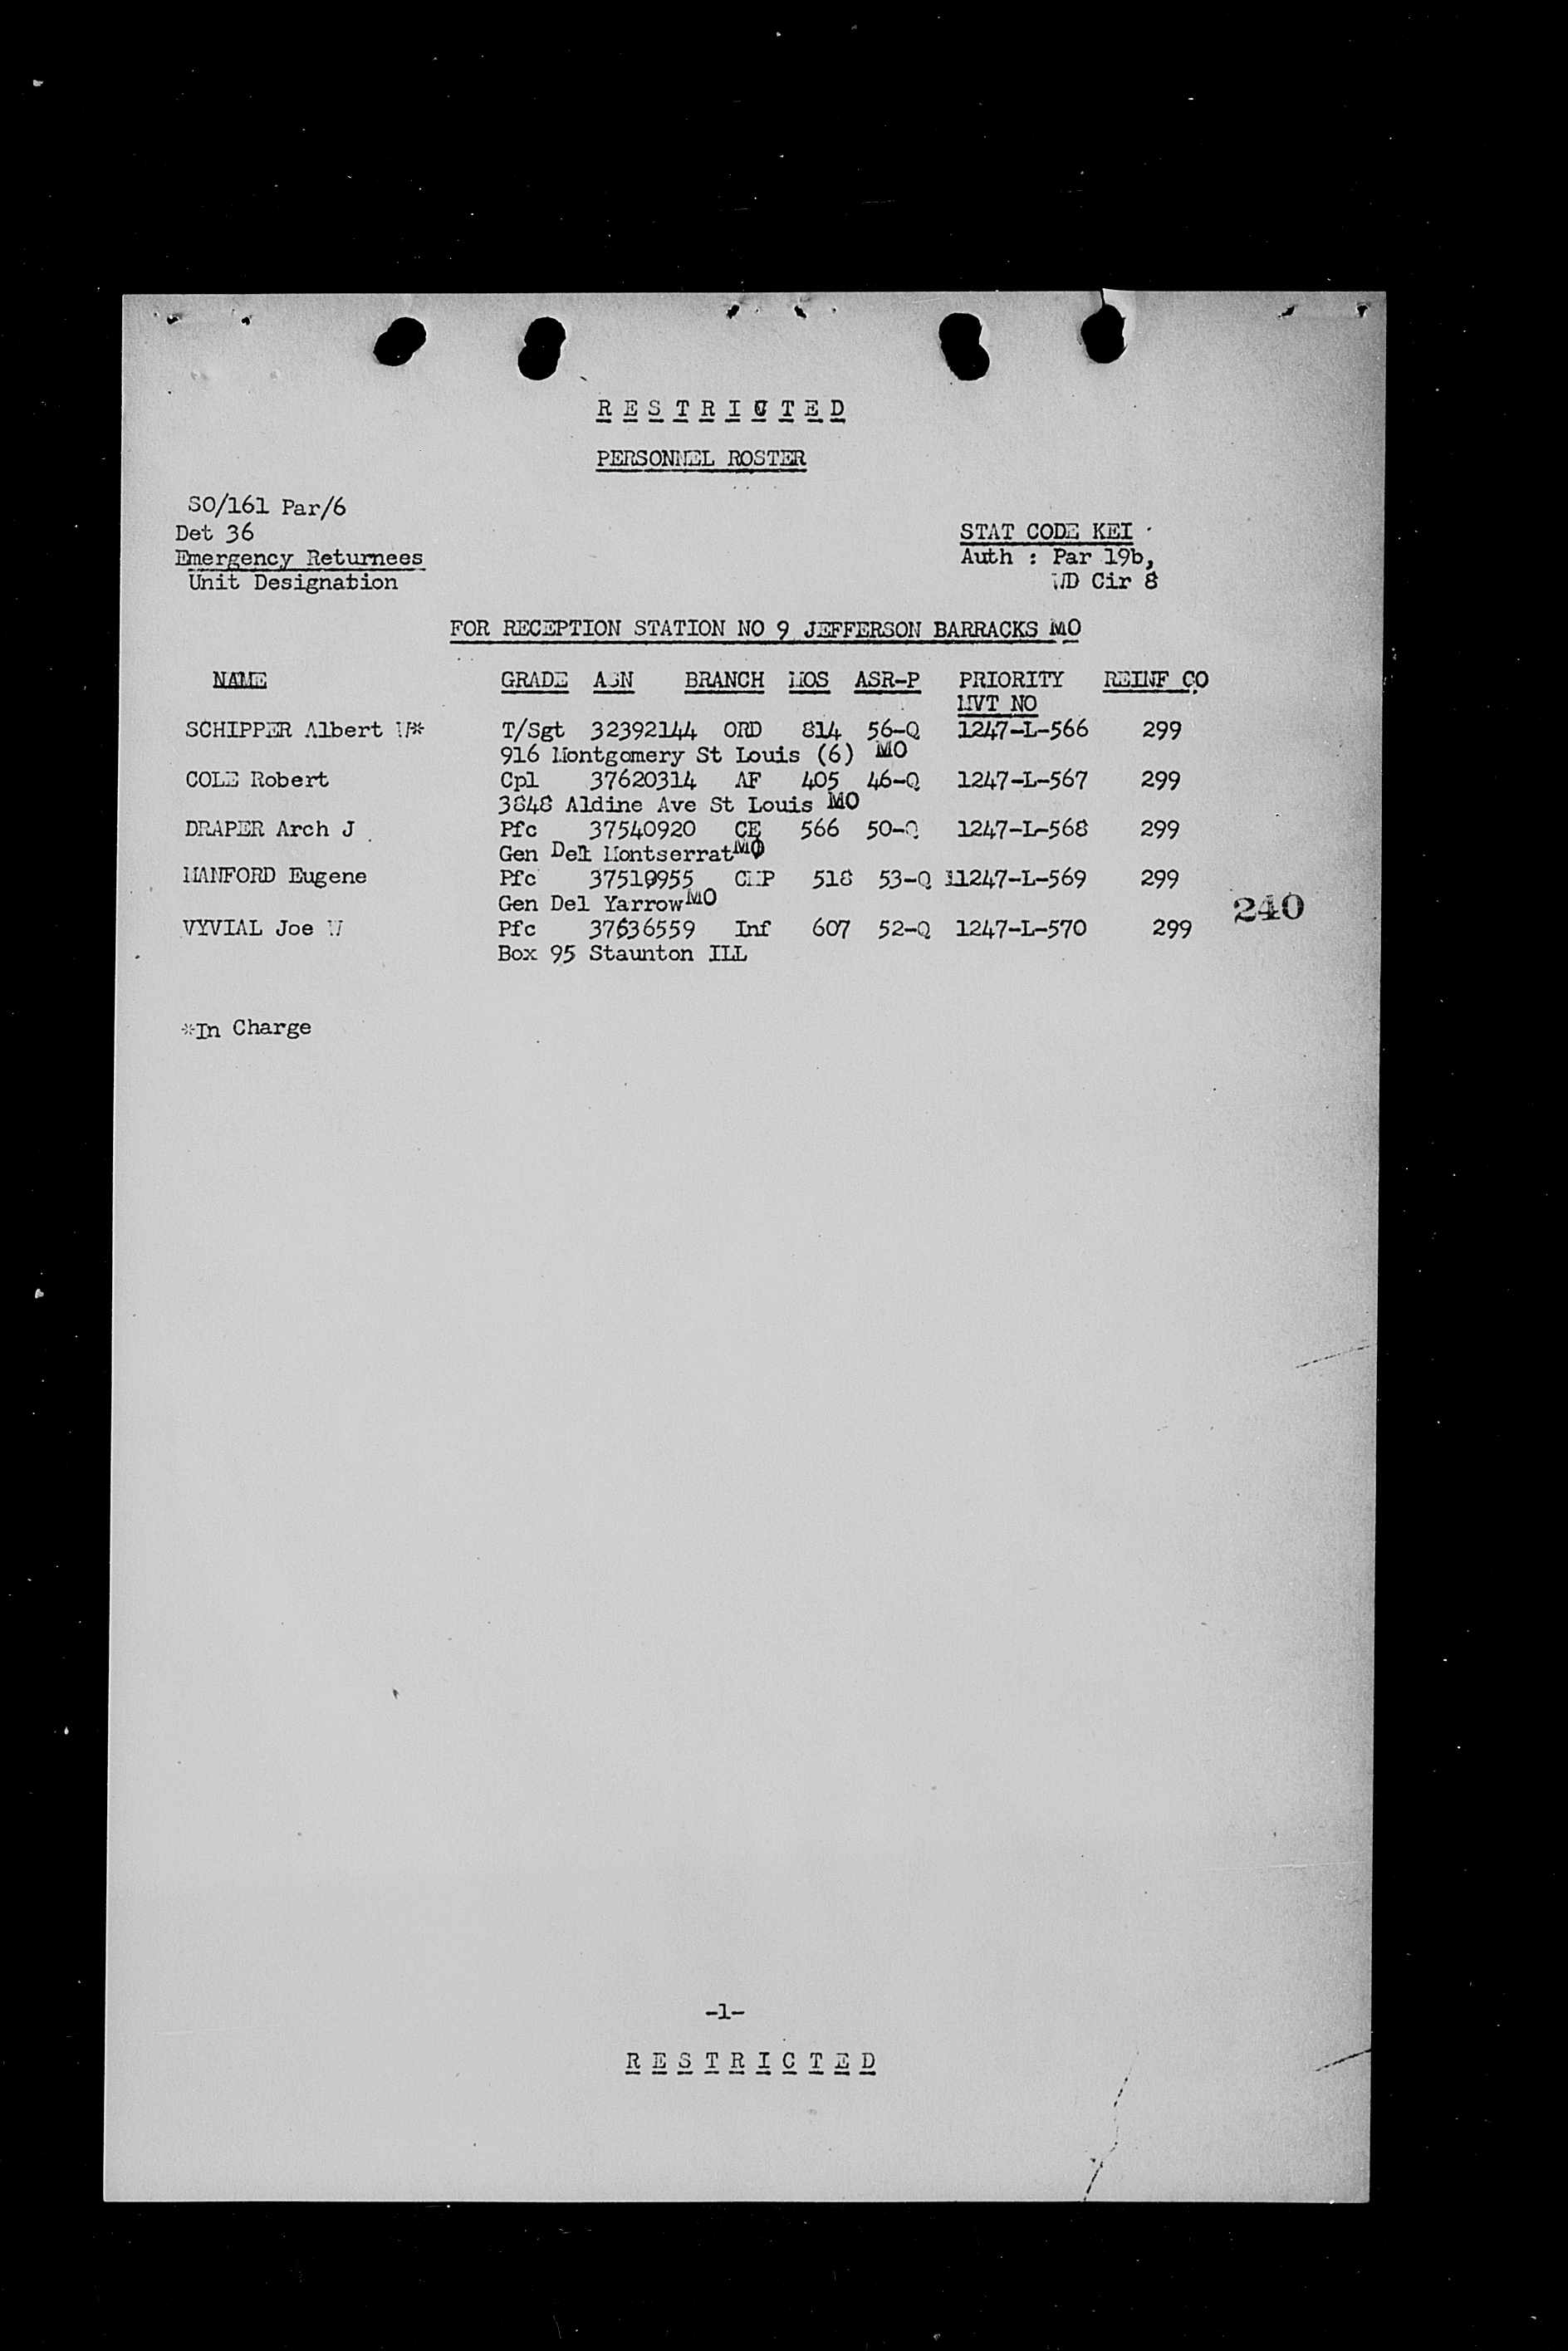 R E S T R I C T E D
PERSONNEL ROSTER
SO/161 Par/6
Det 36
Emergency Returnees
Unit Designation
STAT CODE KEI
Auth : Par 19b,
WD Cir 8
FOR RECEPTION STATION NO 9 JEFFERSON BARRACKS MO
NAME GRADE ASN BRANCH MOS ASR-P PRIORITY REINF CO
MVT NO
SCHIPPER Albert W* T/Sgt 32392144 ORD 814 56-Q 1247-L-566 299
916 Montgomery St Louis (6) MO
COLE Robert Cpl 37620314 AF 405 46-Q 1247-L-567 299
3848 Aldine Ave St Louis MO
DRAPER Arch J Pfc 37540920 CE 566 50-Q 1247-L-568 299
Gen Del Montserrat MO
MANFORD Eugene Pfc 37519955 CMP 518 53-Q 11247-L-569 299
Gen Del Yarrow MO
240
VYVIAL Joe W Pfc 37636559 Inf 607 52-Q 1247-L-570 299
Box 95 Staunton ILL
*In Charge
-1-
R E S T R I C T E D